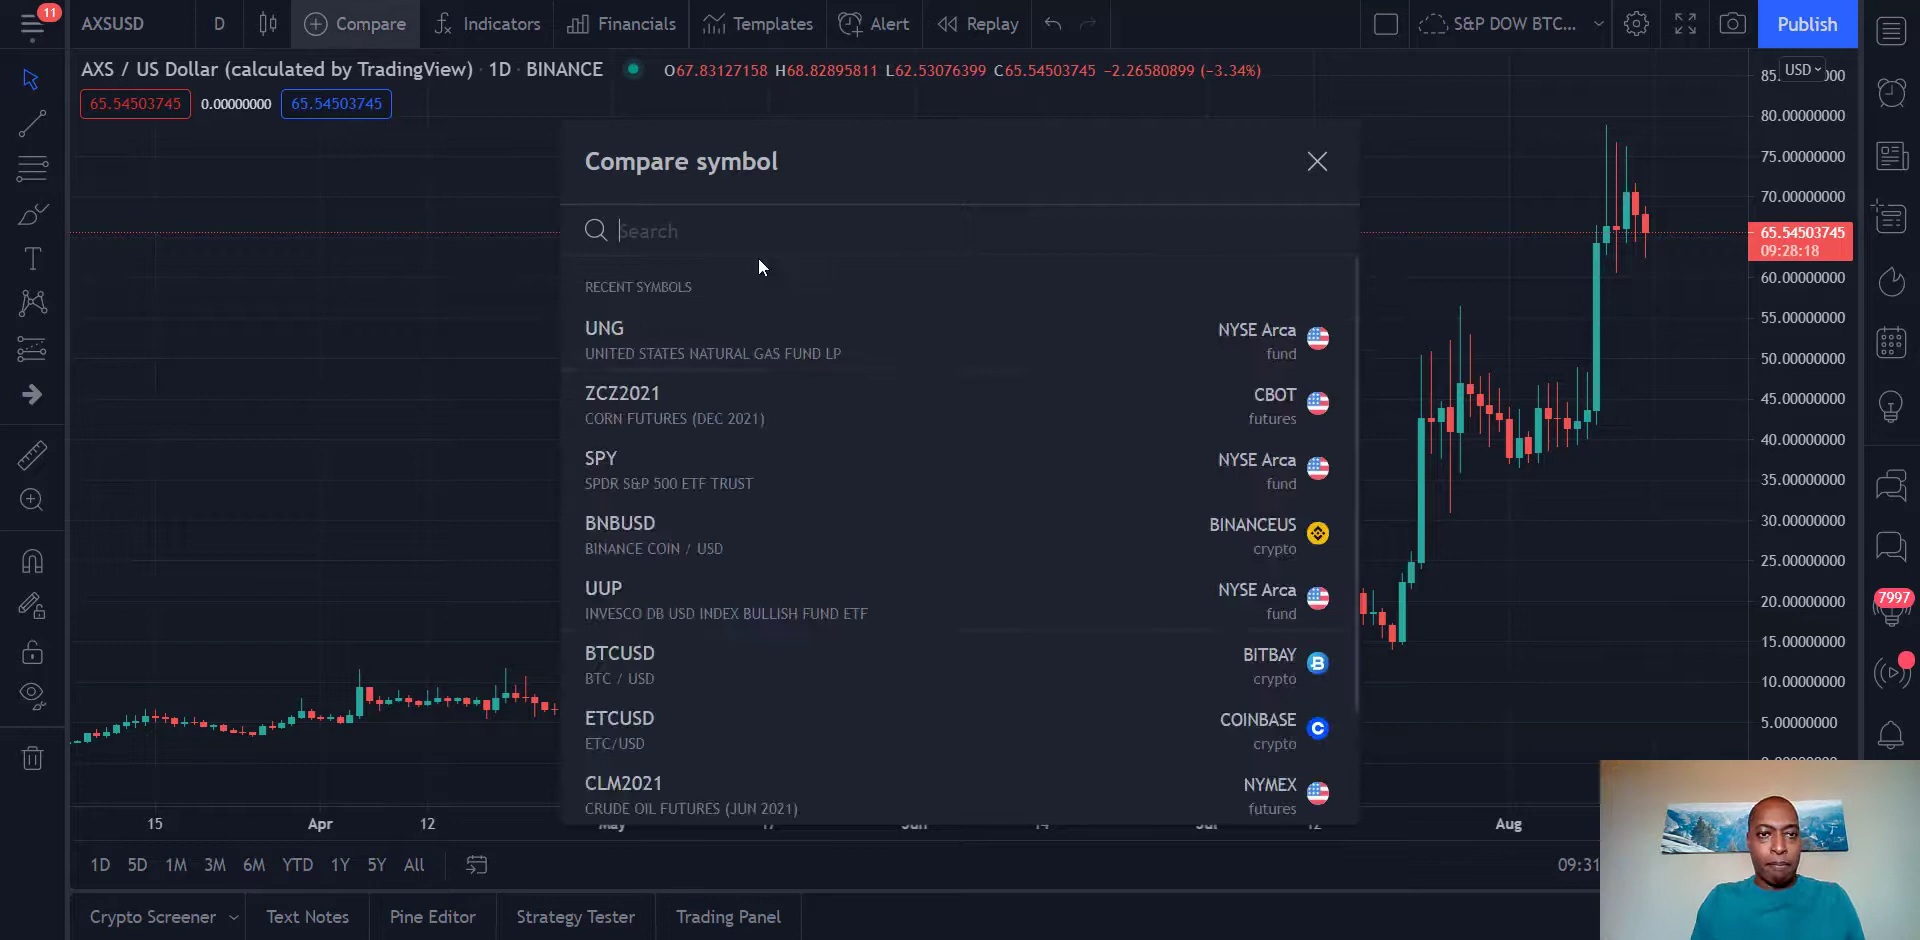 11
AXSUSD
D
Compare
Indicators
Financials
Templates
Alert
Replay
S&P DOW BTC...
Publish
AXS / US Dollar (calculated by TradingView) · 1D · BINANCE
O67.83127158 H68.82895811 L62.53076399 C65.54503745 −2.26580899 (−3.34%)
65.54503745
0.00000000
65.54503745
USD
80.00000000
75.00000000
70.00000000
65.54503745
09:28:18
60.00000000
55.00000000
50.00000000
45.00000000
40.00000000
35.00000000
30.00000000
25.00000000
20.00000000
15.00000000
10.00000000
5.00000000
7997
Compare symbol
Search
RECENT SYMBOLS
UNG
NYSE Arca
UNITED STATES NATURAL GAS FUND LP
fund
ZCZ2021
CBOT
CORN FUTURES (DEC 2021)
futures
SPY
NYSE Arca
SPDR S&P 500 ETF TRUST
fund
BNBUSD
BINANCEUS
BINANCE COIN / USD
crypto
UUP
NYSE Arca
INVESCO DB USD INDEX BULLISH FUND ETF
fund
BTCUSD
BITBAY
BTC / USD
crypto
ETCUSD
COINBASE
ETC/USD
crypto
CLM2021
NYMEX
CRUDE OIL FUTURES (JUN 2021)
futures
15
Apr
12
Aug
1D 5D 1M 3M 6M YTD 1Y 5Y All
09:31
Crypto Screener
Text Notes
Pine Editor
Strategy Tester
Trading Panel